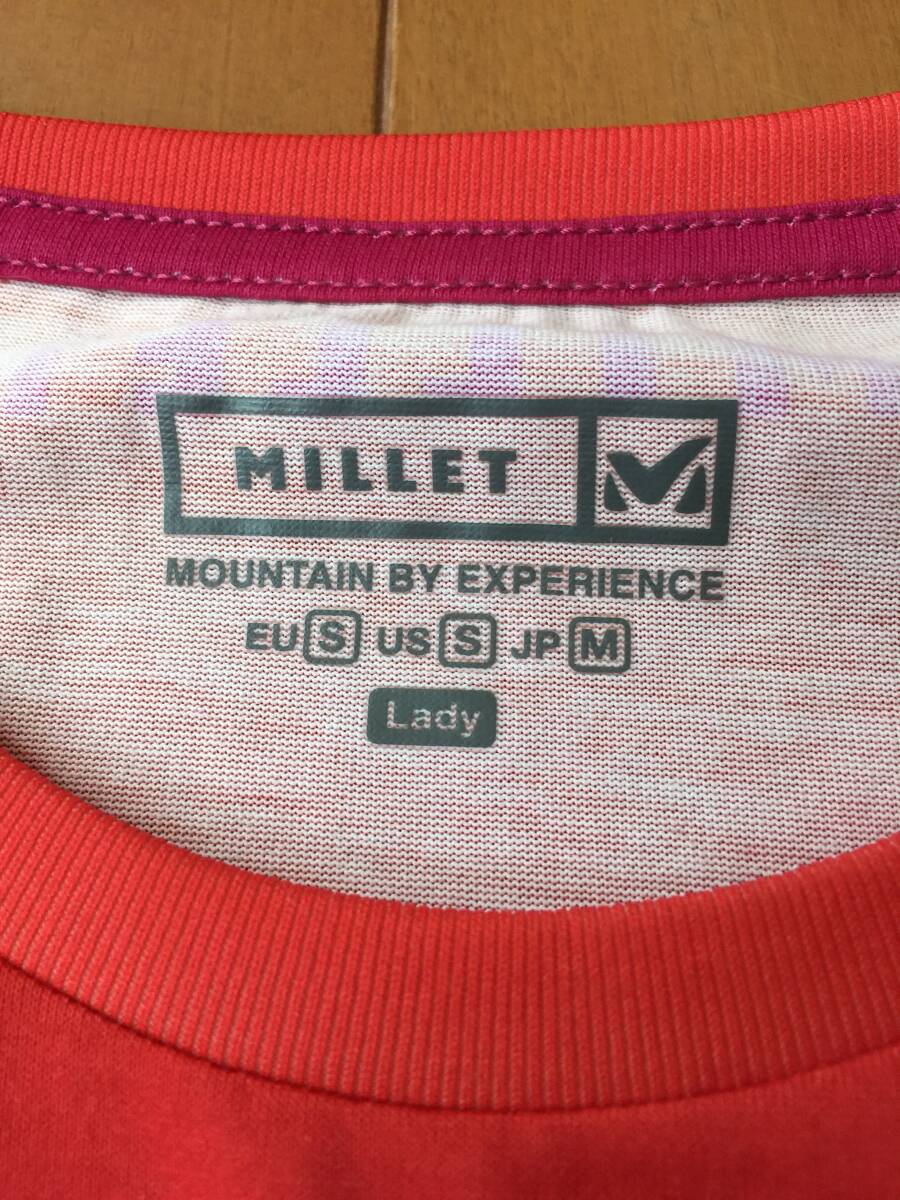 MILLET
MOUNTAIN BY EXPERIENCE
EU S US S JP M
Lady